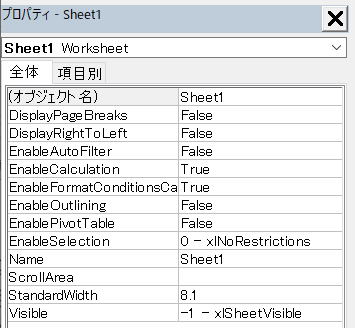 プロパティ - Sheet1
Sheet1 Worksheet
全体 項目別
(オブジェクト名) Sheet1
DisplayPageBreaks False
DisplayRightToLeft False
EnableAutoFilter False
EnableCalculation True
EnableFormatConditionsCa True
EnableOutlining False
EnablePivotTable False
EnableSelection 0 - xlNoRestrictions
Name Sheet1
ScrollArea
StandardWidth 8.1
Visible -1 - xlSheetVisible